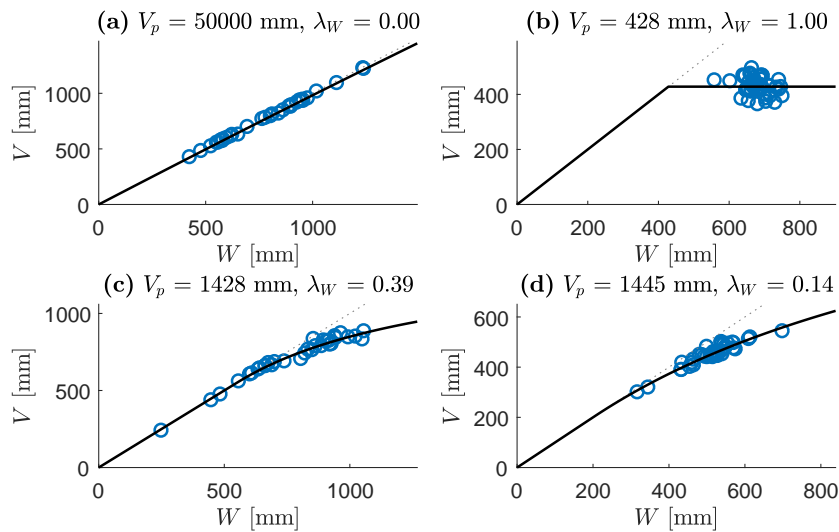 (a) V_p = 50000 mm, λ_W = 0.00
V [mm]
1000
500
0
0 500 1000
W [mm]
(b) V_p = 428 mm, λ_W = 1.00
V [mm]
400
200
0
0 200 400 600 800
W [mm]
(c) V_p = 1428 mm, λ_W = 0.39
V [mm]
1000
500
0
0 500 1000
W [mm]
(d) V_p = 1445 mm, λ_W = 0.14
V [mm]
600
400
200
0
0 200 400 600 800
W [mm]